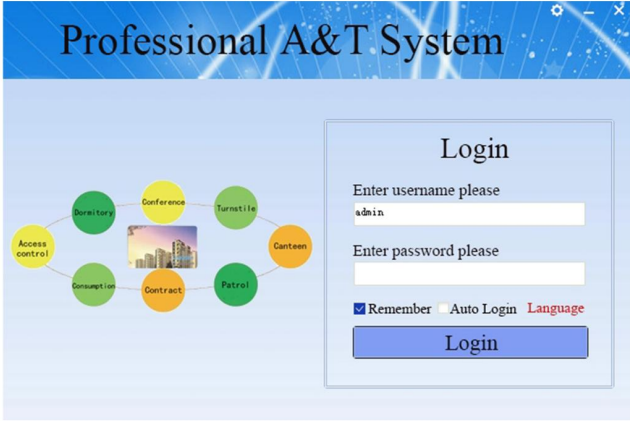 Professional A&T System
Conference
Dormitory
Turnstile
Access
control
Canteen
Consumption
Contract
Patrol
Login
Enter username please
admin
Enter password please
Remember
Auto Login
Language
Login